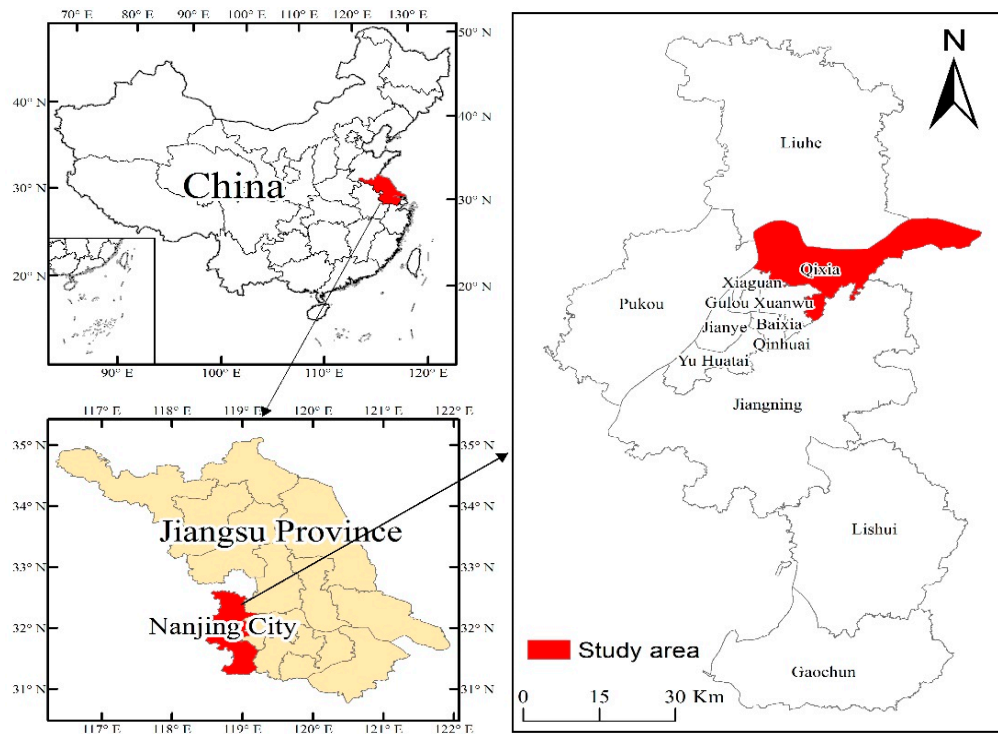 70° E 80° E 90° E 100° E 110° E 120° E 130° E
50° N
40° N
40° N
30° N
30° N
20° N
20° N
China
90° E 100° E 110° E 120° E
117° E 118° E 119° E 120° E 121° E 122° E
35° N
35° N
34° N
34° N
33° N
33° N
32° N
32° N
31° N
31° N
Jiangsu Province
Nanjing City
117° E 118° E 119° E 120° E 121° E 122° E
N
Liuhe
Qixia
Xiaguan
Pukou
Gulou Xuanwu
Jianye
Baixia
Qinhuai
Yu Huatai
Jiangning
Lishui
Gaochun
Study area
0 15 30 Km